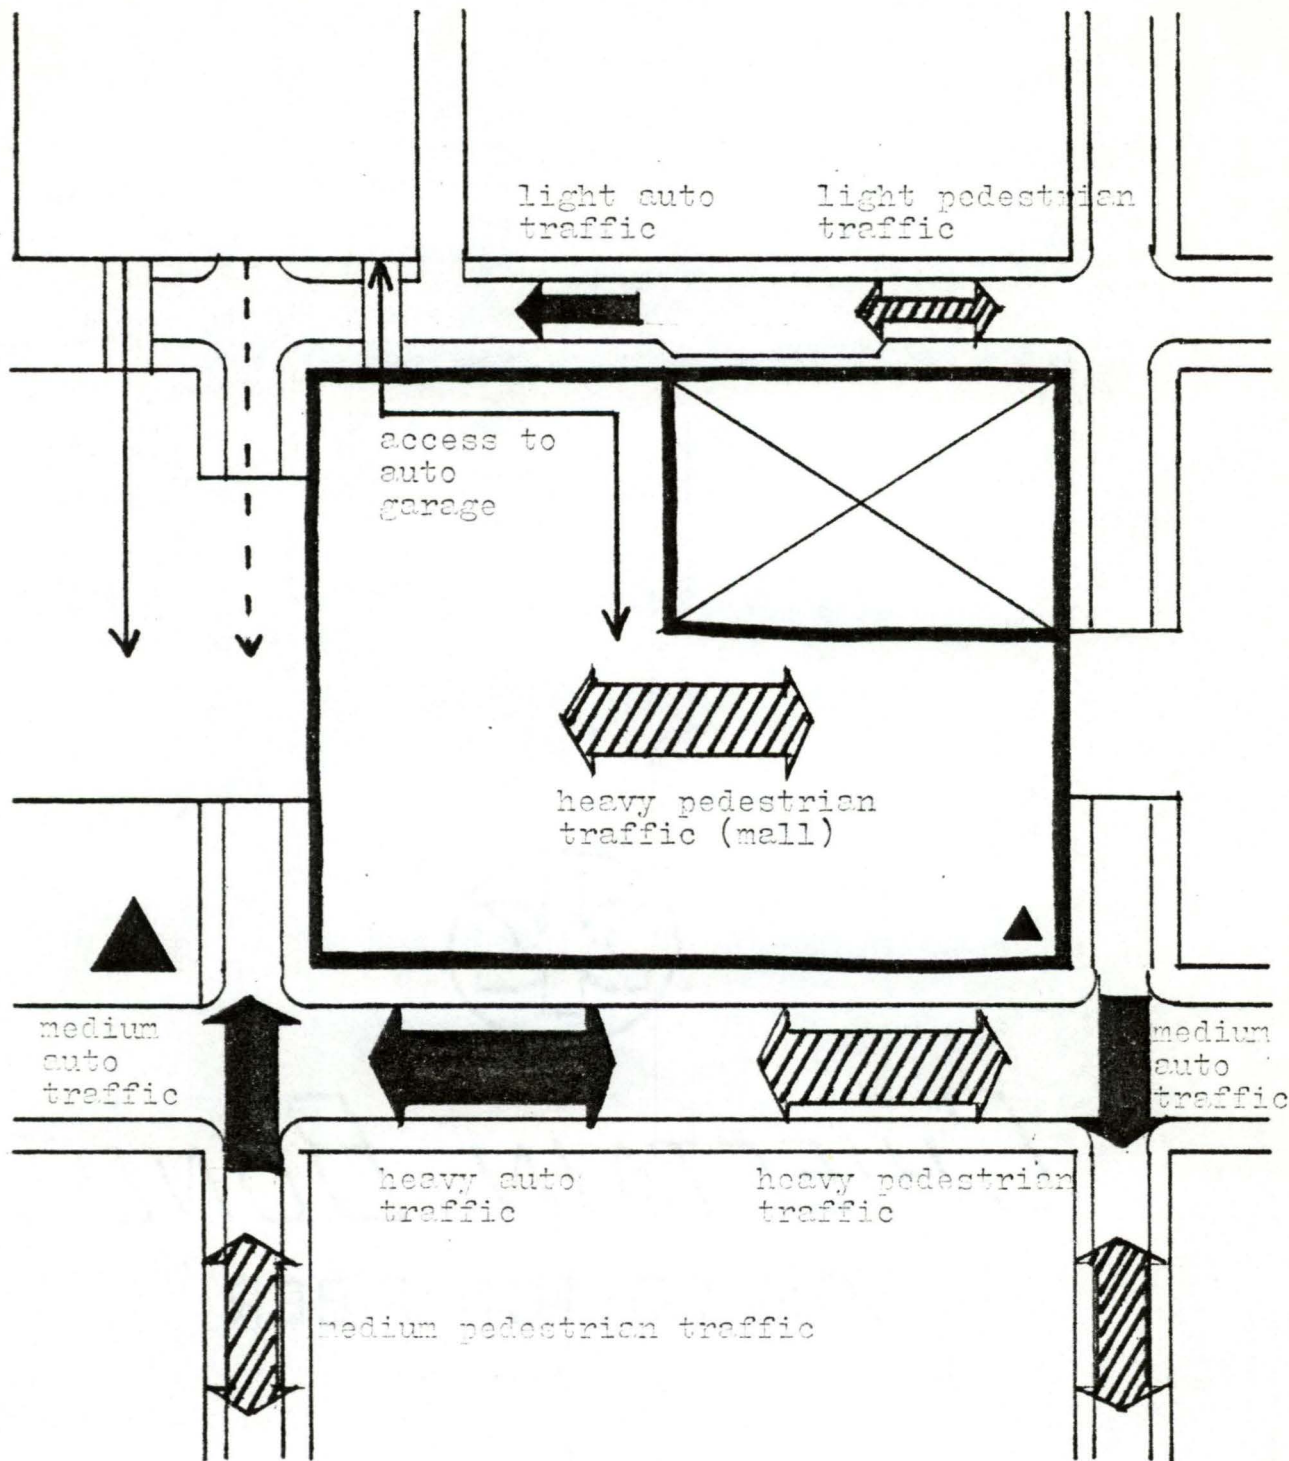 light auto
traffic
light pedestrian
traffic
access to
auto
garage
heavy pedestrian
traffic (mall)
medium
auto
traffic
medium
auto
traffic
heavy auto
traffic
heavy pedestrian
traffic
medium pedestrian traffic